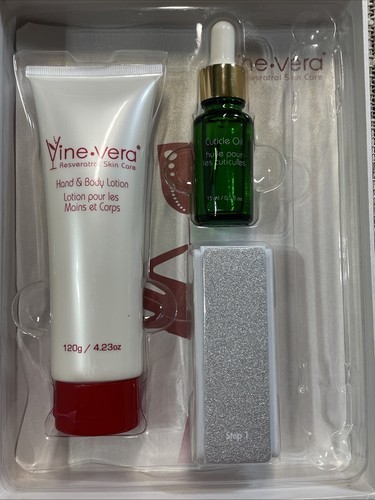 Vine·vera®
Resveratrol Skin Care
Hand & Body Lotion
Lotion pour les
Mains et Corps
120g / 4.23oz
ne·vera®
Resveratrol Skin Care
Cuticle Oil
huile pour
les cuticules
Step 1